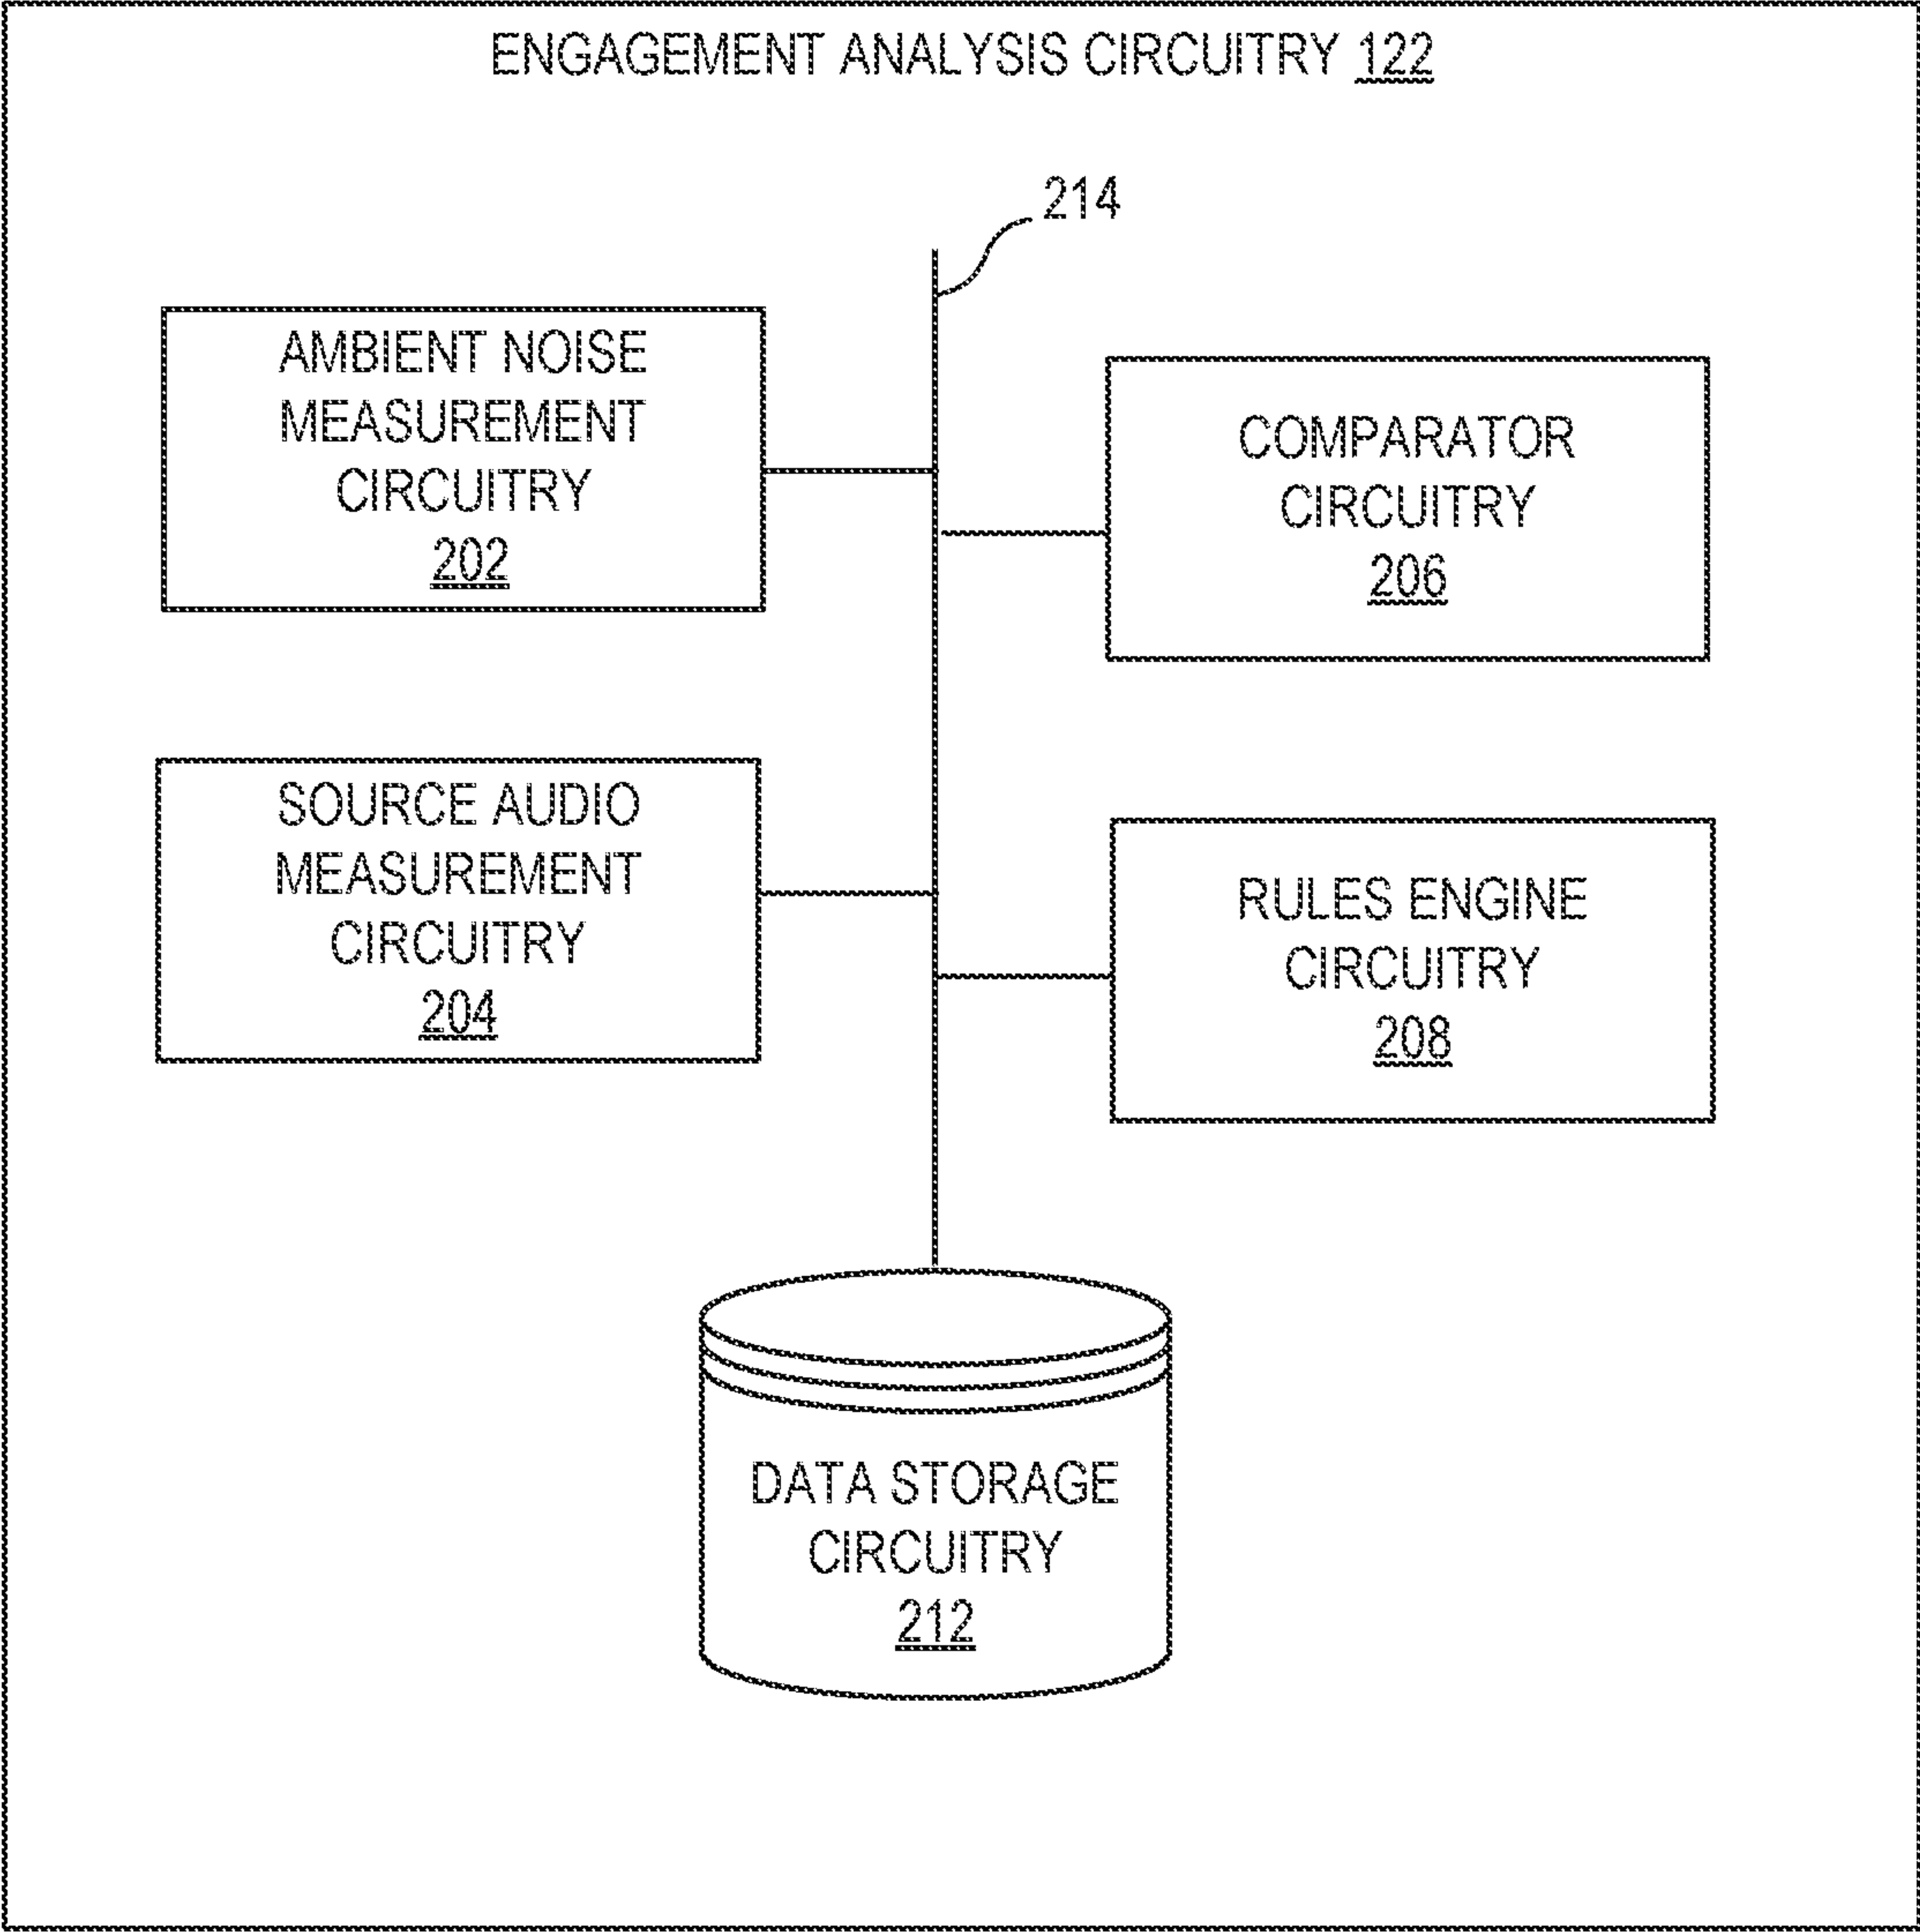 ENGAGEMENT ANALYSIS CIRCUITRY 122
214
AMBIENT NOISE
MEASUREMENT
CIRCUITRY
202
COMPARATOR
CIRCUITRY
206
SOURCE AUDIO
MEASUREMENT
CIRCUITRY
204
RULES ENGINE
CIRCUITRY
208
DATA STORAGE
CIRCUITRY
212